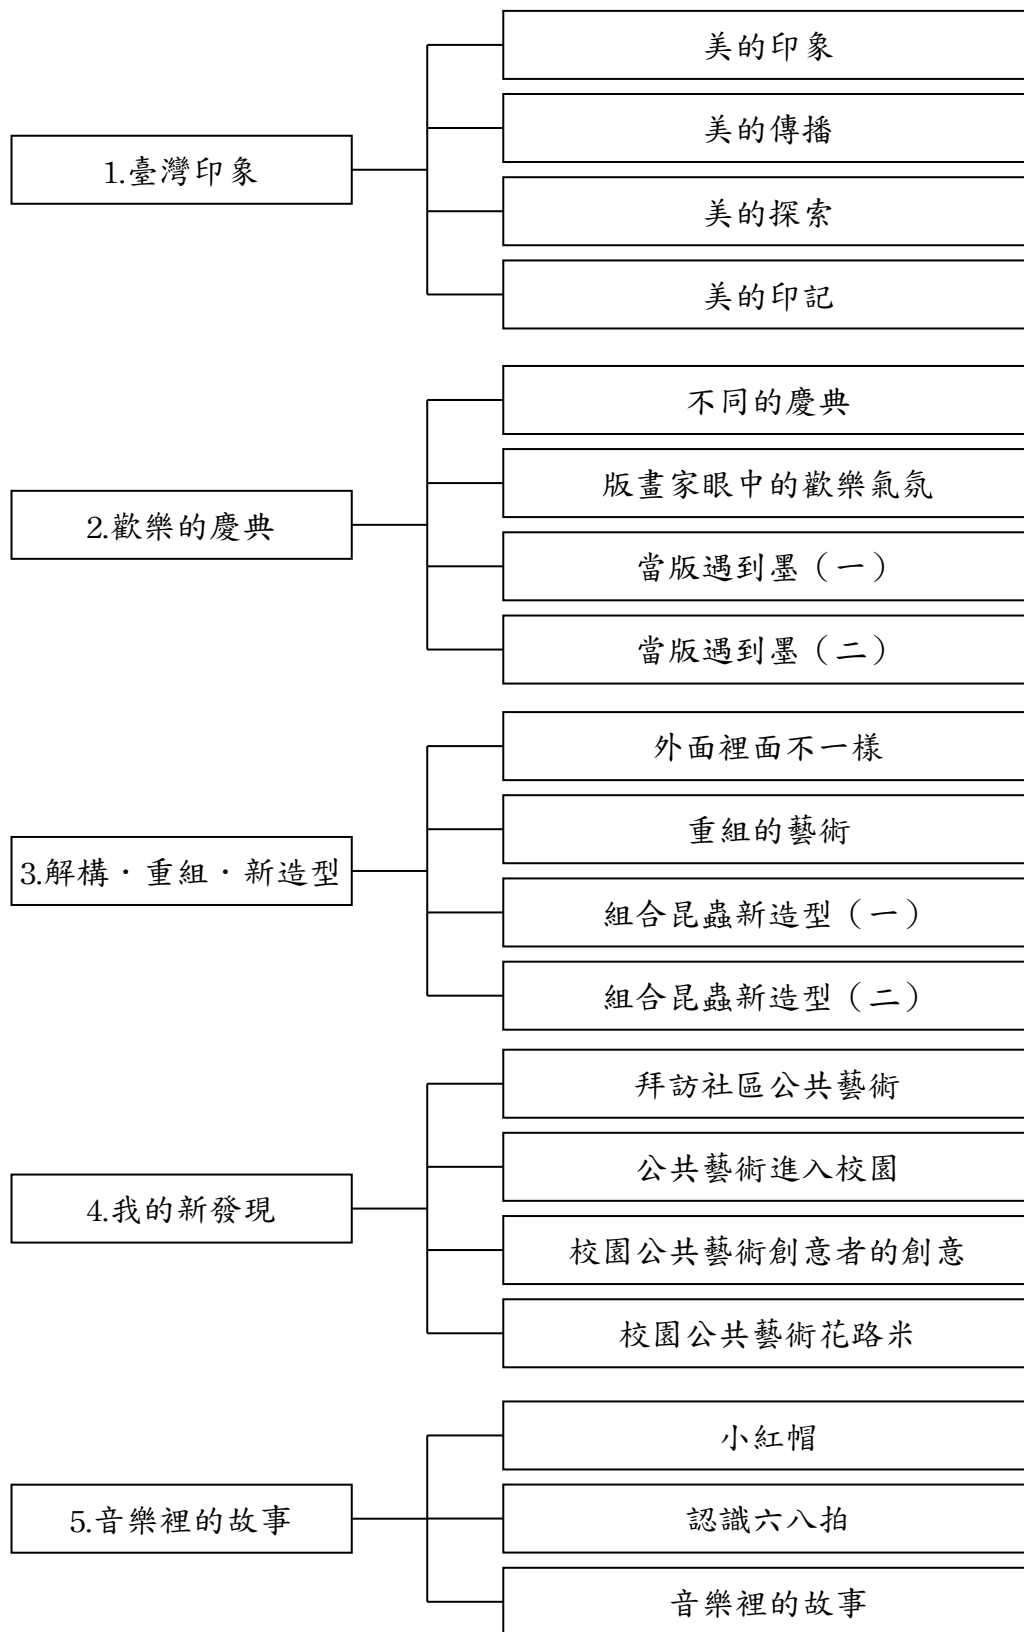 1.臺灣印象
美的印象
美的傳播
美的探索
美的印記
2.歡樂的慶典
不同的慶典
版畫家眼中的歡樂氣氛
當版遇到墨（一）
當版遇到墨（二）
3.解構．重組．新造型
外面裡面不一樣
重組的藝術
組合昆蟲新造型（一）
組合昆蟲新造型（二）
4.我的新發現
拜訪社區公共藝術
公共藝術進入校園
校園公共藝術創意者的創意
校園公共藝術花路米
5.音樂裡的故事
小紅帽
認識六八拍
音樂裡的故事